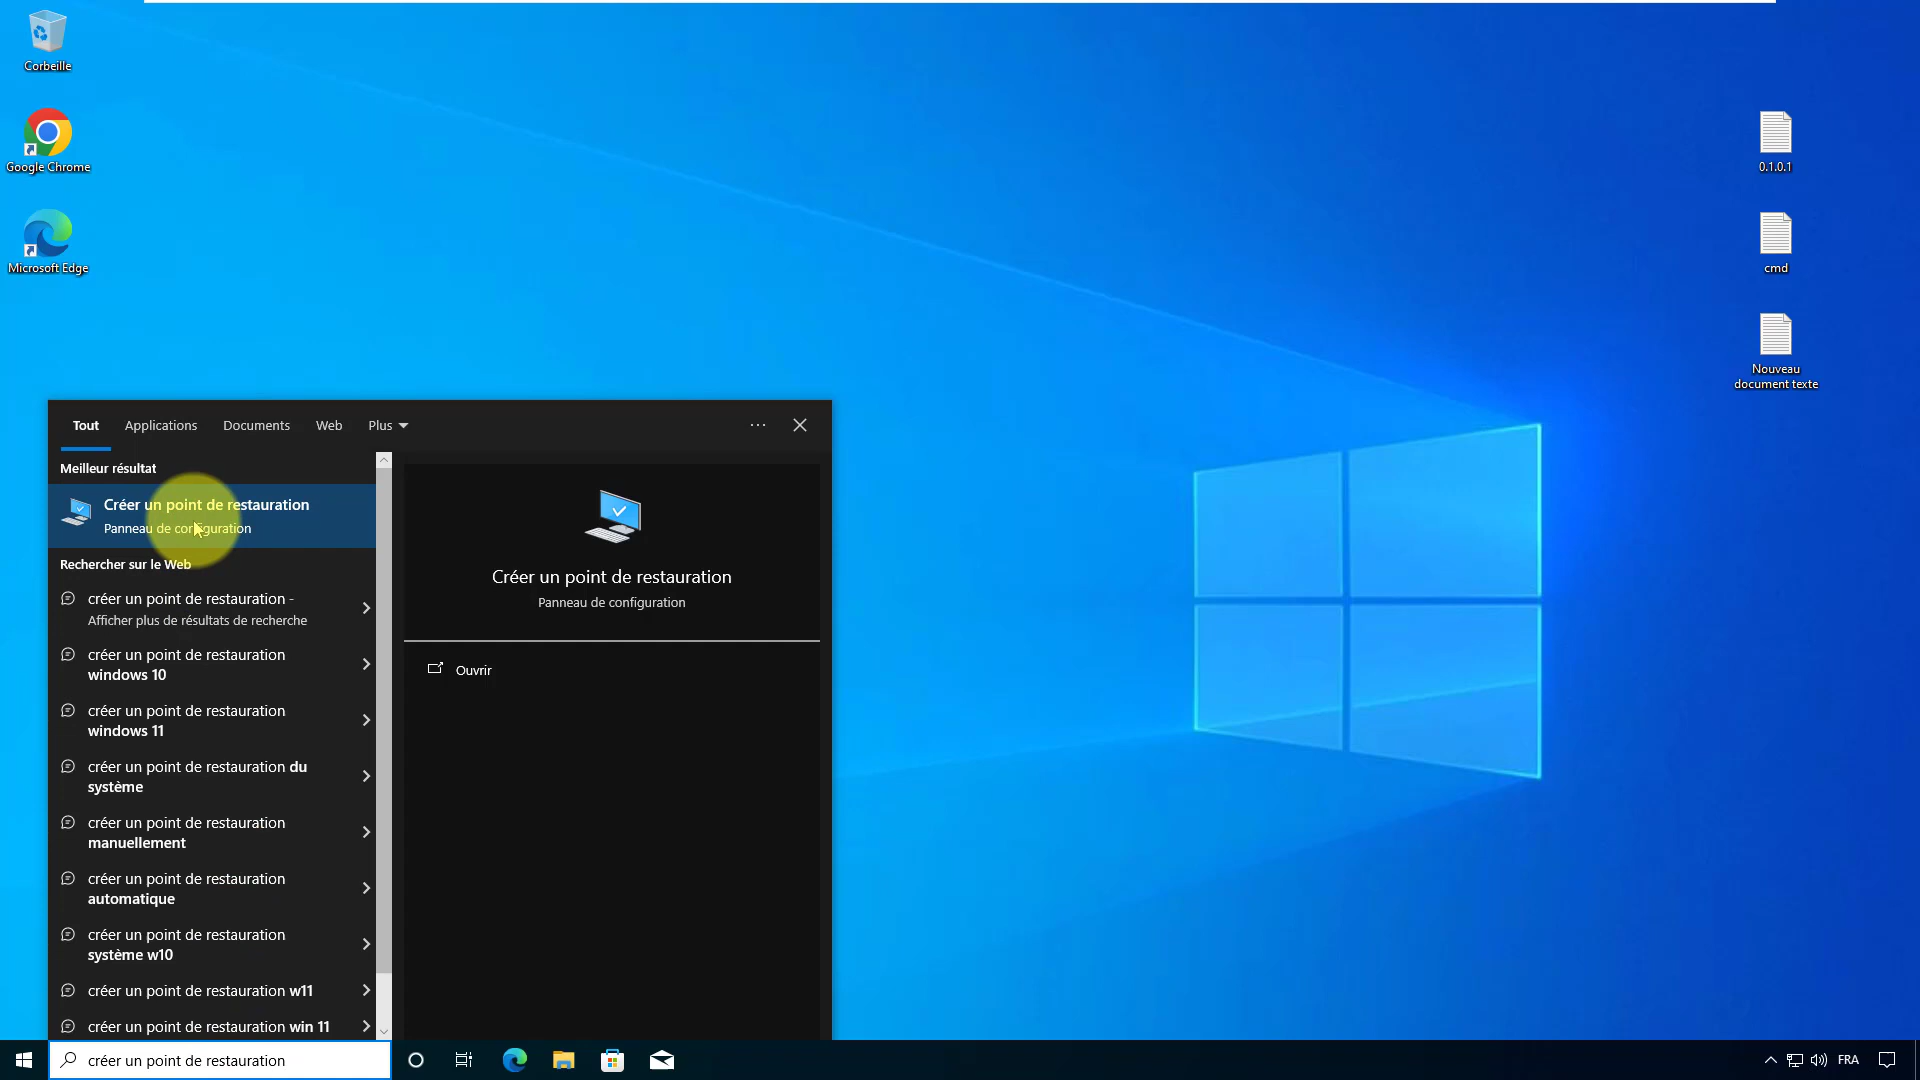 Corbeille
Google Chrome
Microsoft Edge
0.1.0.1
cmd
Nouveau
document texte
Tout Applications Documents Web Plus
Meilleur résultat
Créer un point de restauration
Panneau de configuration
Rechercher sur le Web
créer un point de restauration -
Afficher plus de résultats de recherche
créer un point de restauration
windows 10
créer un point de restauration
windows 11
créer un point de restauration du
système
créer un point de restauration
manuellement
créer un point de restauration
automatique
créer un point de restauration
système w10
créer un point de restauration w11
créer un point de restauration win 11
Créer un point de restauration
Panneau de configuration
Ouvrir
créer un point de restauration
FRA